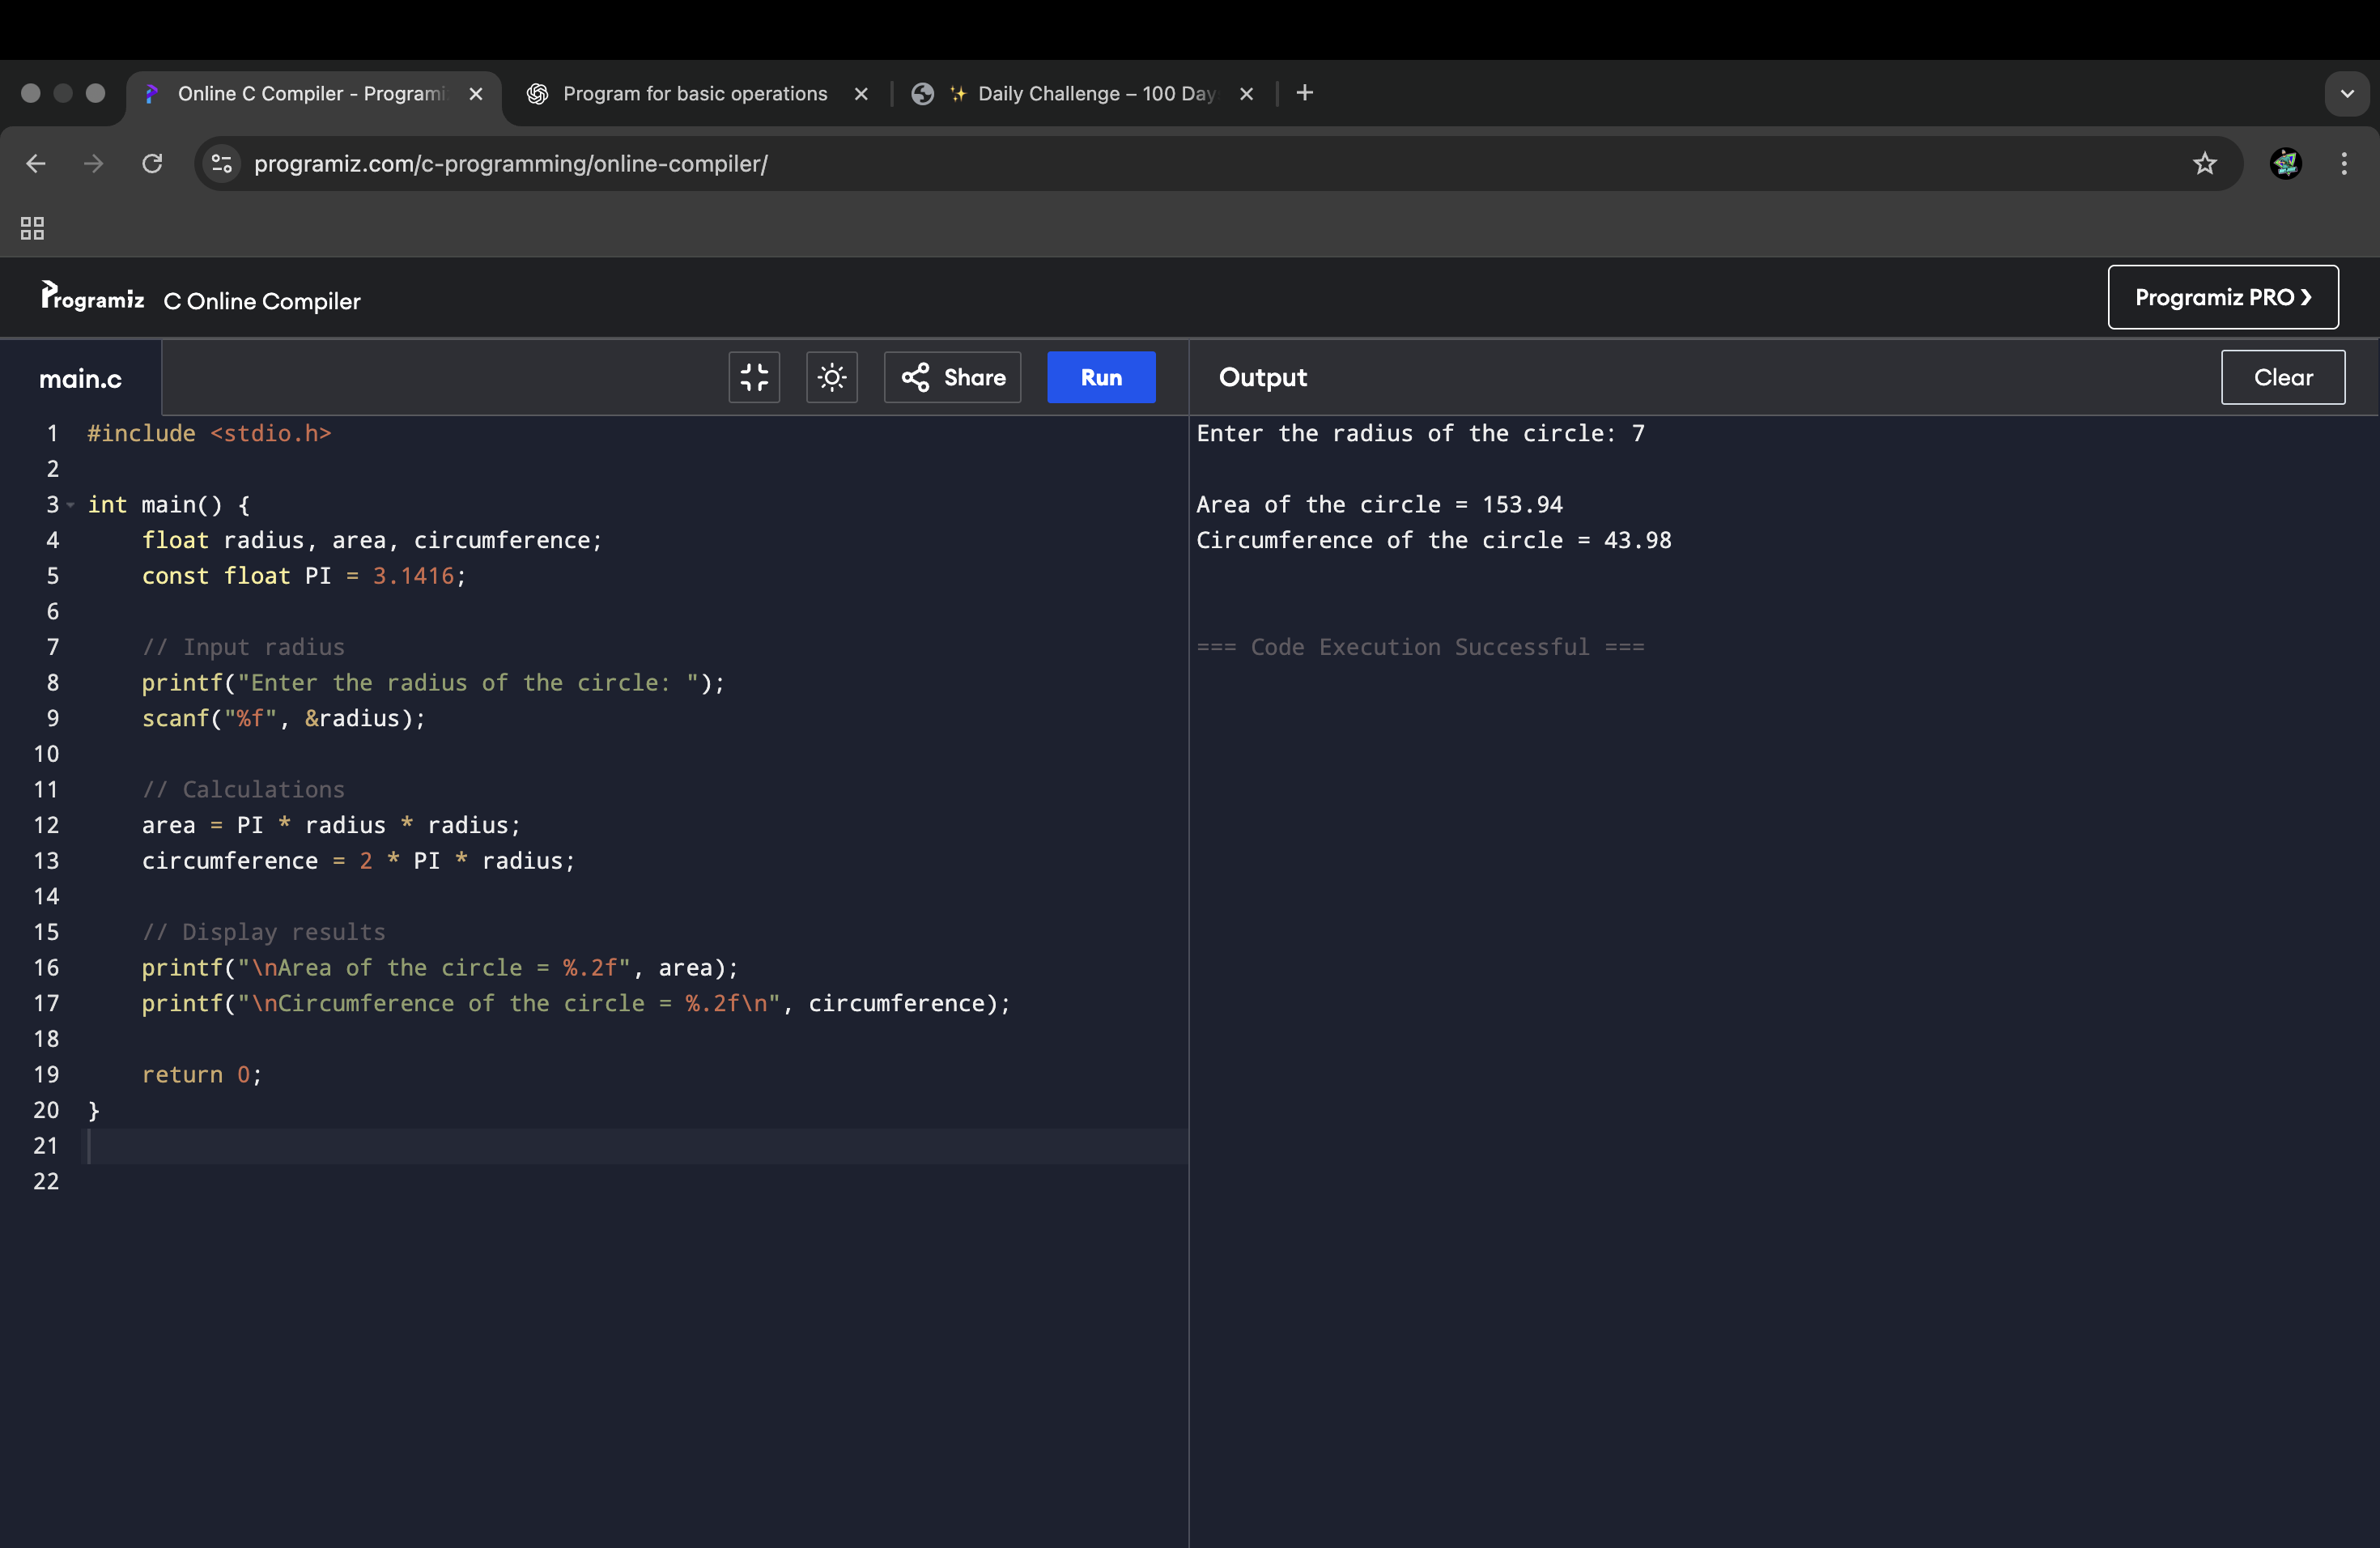 Online C Compiler - Programi
Program for basic operations
✨ Daily Challenge – 100 Day
programiz.com/c-programming/online-compiler/
Programiz C Online Compiler
Programiz PRO ❯
main.c
Share
Run
Output
Clear
1 #include <stdio.h>
2
3 int main() {
4     float radius, area, circumference;
5     const float PI = 3.1416;
6
7     // Input radius
8     printf("Enter the radius of the circle: ");
9     scanf("%f", &radius);
10
11     // Calculations
12     area = PI * radius * radius;
13     circumference = 2 * PI * radius;
14
15     // Display results
16     printf("\nArea of the circle = %.2f", area);
17     printf("\nCircumference of the circle = %.2f\n", circumference);
18
19     return 0;
20 }
21
22
Enter the radius of the circle: 7
Area of the circle = 153.94
Circumference of the circle = 43.98
=== Code Execution Successful ===